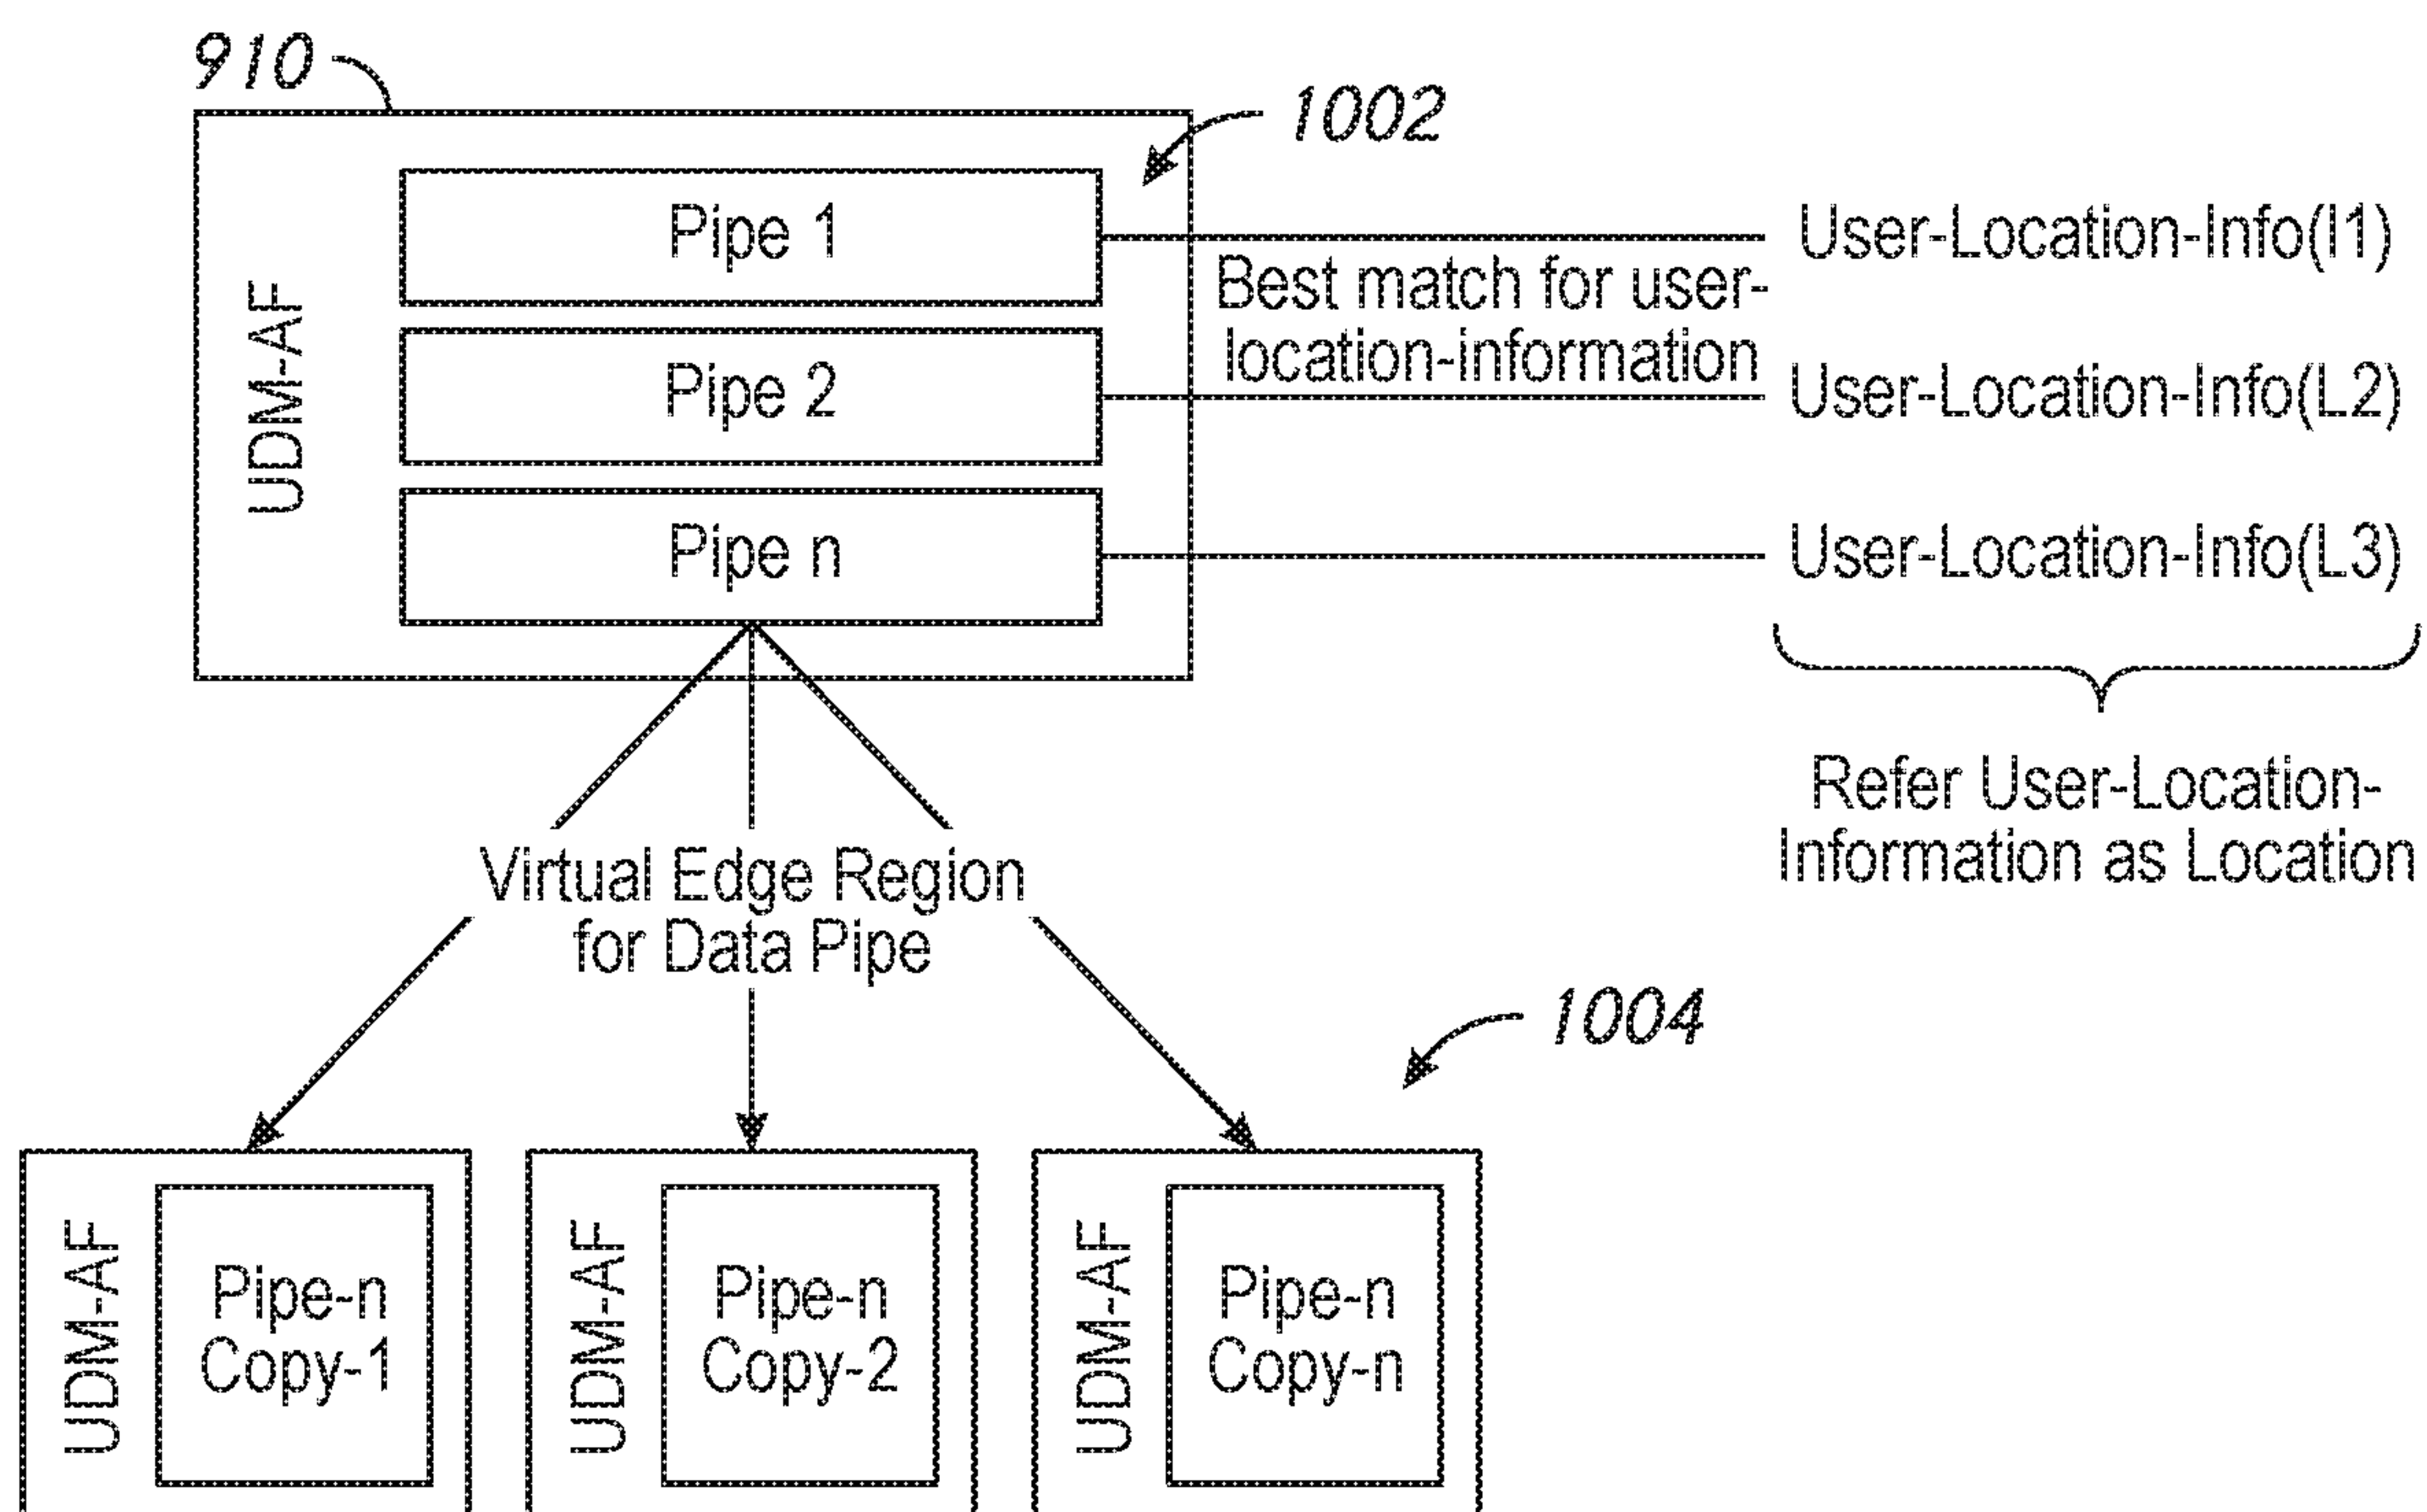 910
1002
UDM-AF
Pipe 1
User-Location-Info(l1)
Best match for user-
location-information
Pipe 2
User-Location-Info(L2)
Pipe n
User-Location-Info(L3)
Refer User-Location-
Information as Location
Virtual Edge Region
for Data Pipe
1004
UDM-AF
Pipe-n
Copy-1
UDM-AF
Pipe-n
Copy-2
UDM-AF
Pipe-n
Copy-n